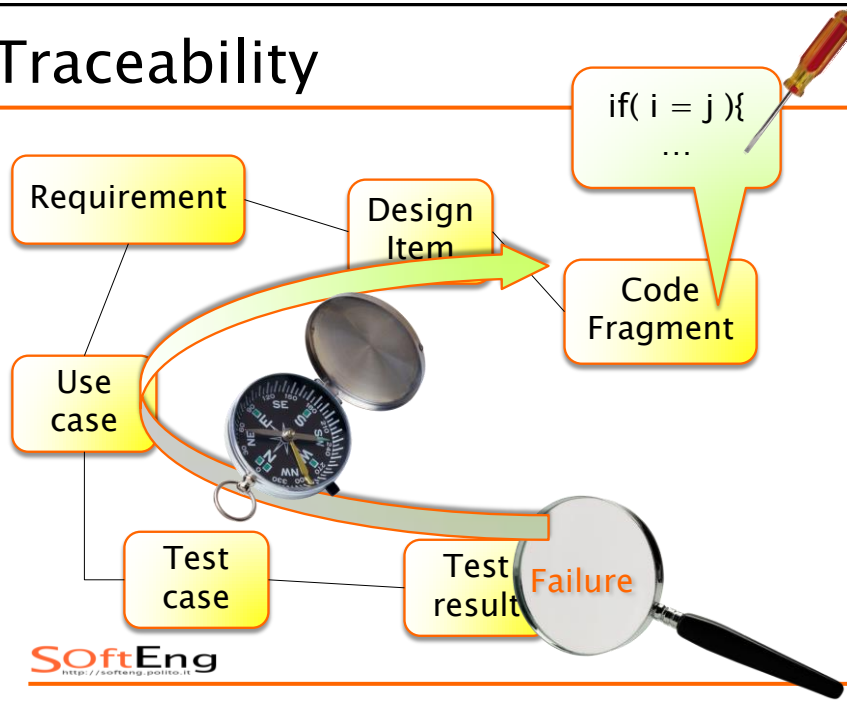 Traceability
if( i = j ){
...
Requirement
Design
Item
Code
Fragment
Use
case
Test
case
Test
result
Failure
SOftEng
http://softeng.polito.it